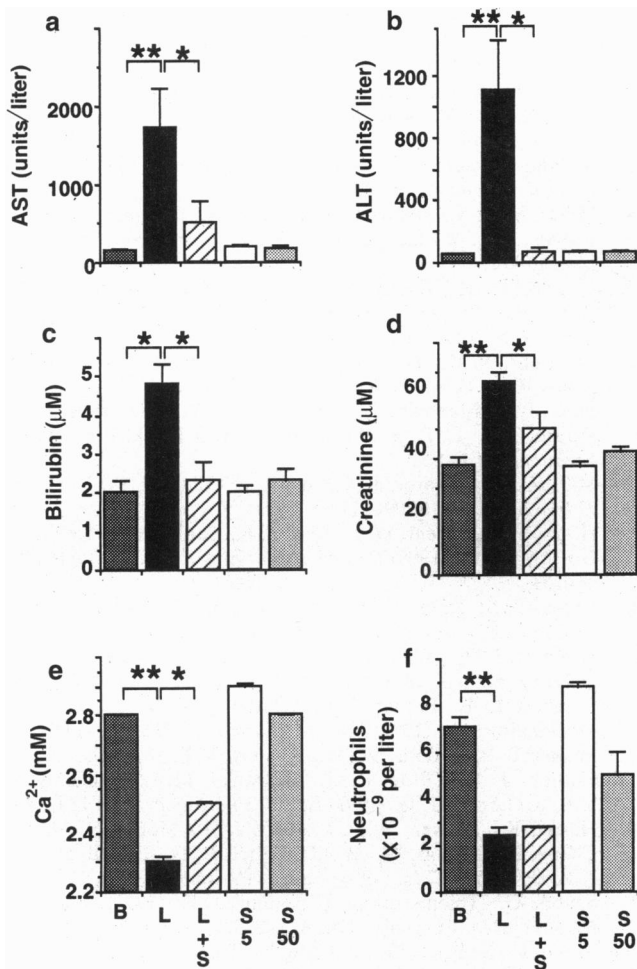 a
** *
AST (units/liter)
2000
1000
0
b
** *
ALT (units/liter)
1200
800
400
0
c
* *
Bilirubin (μM)
5
4
3
2
1
0
d
** *
Creatinine (μM)
60
40
20
0
e
** *
Ca2+ (mM)
2.8
2.6
2.4
2.2
B
L
L + S
S 5
S 50
f
**
Neutrophils
(X10−9 per liter)
8
6
4
2
0
B
L
L + S
S 5
S 50